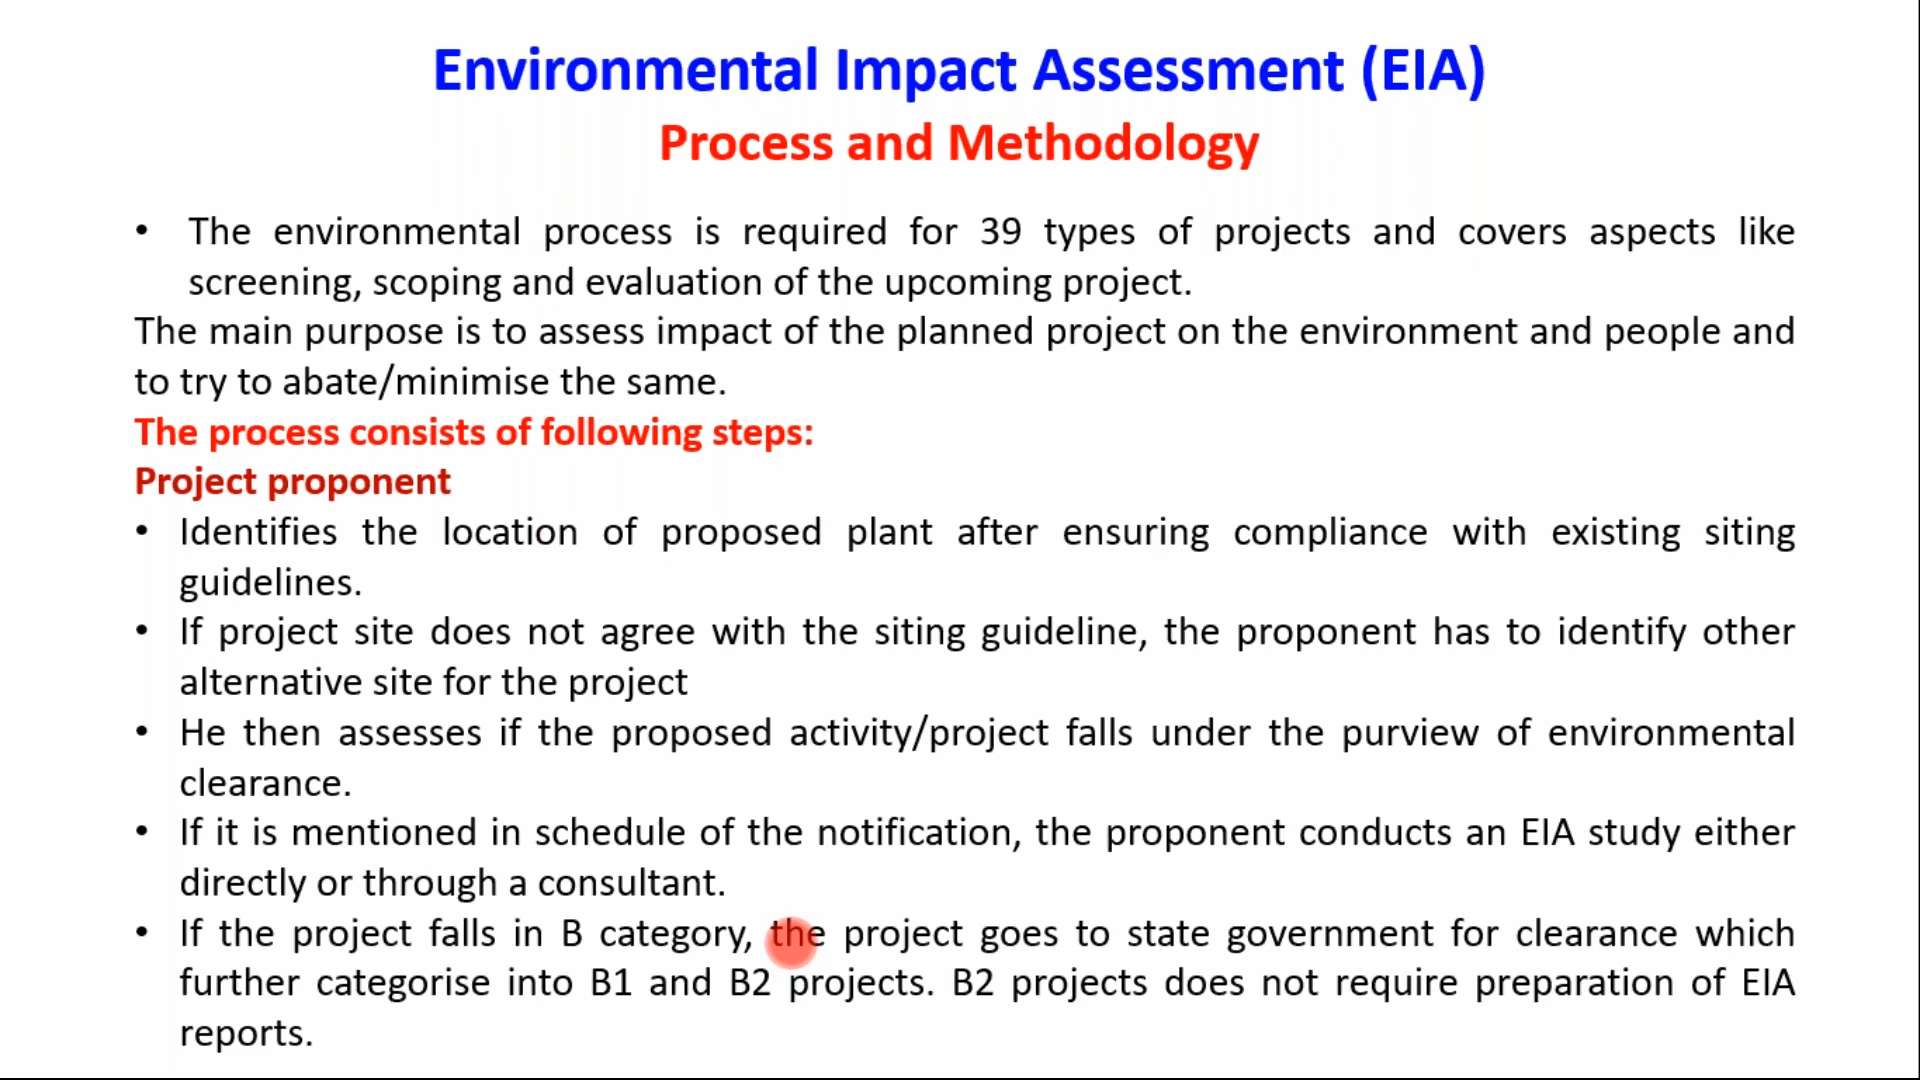 Environmental Impact Assessment (EIA)
Process and Methodology
• The environmental process is required for 39 types of projects and covers aspects like
screening, scoping and evaluation of the upcoming project.
The main purpose is to assess impact of the planned project on the environment and people and
to try to abate/minimise the same.
The process consists of following steps:
Project proponent
• Identifies the location of proposed plant after ensuring compliance with existing siting
guidelines.
• If project site does not agree with the siting guideline, the proponent has to identify other
alternative site for the project
• He then assesses if the proposed activity/project falls under the purview of environmental
clearance.
• If it is mentioned in schedule of the notification, the proponent conducts an EIA study either
directly or through a consultant.
• If the project falls in B category, the project goes to state government for clearance which
further categorise into B1 and B2 projects. B2 projects does not require preparation of EIA
reports.